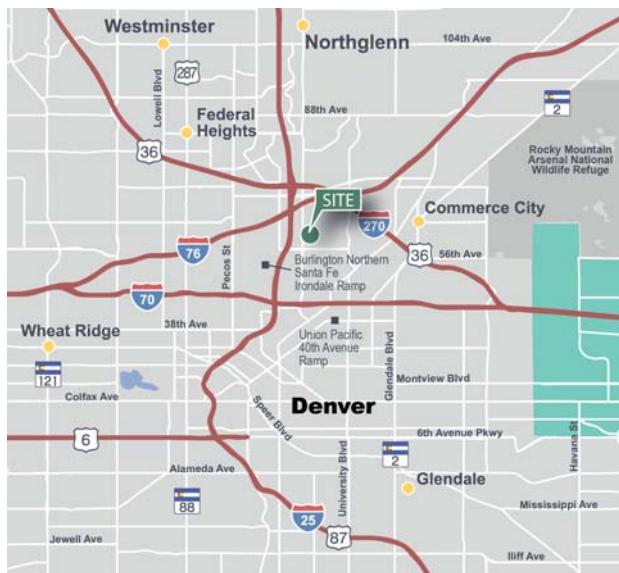 Westminster
Northglenn
104th Ave
287
Lowell Blvd
2
88th Ave
Federal
Heights
36
Rocky Mountain
Arsenal National
Wildlife Refuge
SITE
270
Commerce City
76
Pecos St
36
56th Ave
Burlington Northern
Santa Fe
Irondale Ramp
70
38th Ave
Wheat Ridge
Union Pacific
40th Avenue
Ramp
Glendale Blvd
121
Montview Blvd
Colfax Ave
Denver
Speer Blvd
6
6th Avenue Pkwy
Havana St
2
University Blvd
Alameda Ave
Glendale
88
Mississippi Ave
25
87
Jewell Ave
Iliff Ave